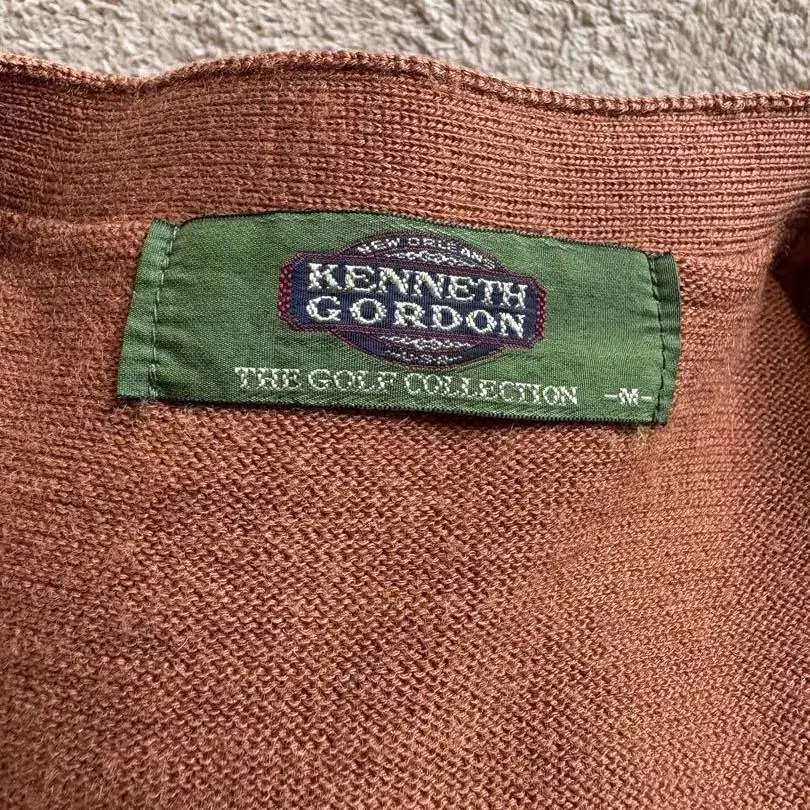 NEW ORLEANS
KENNETH
GORDON
THE GOLF COLLECTION -M-